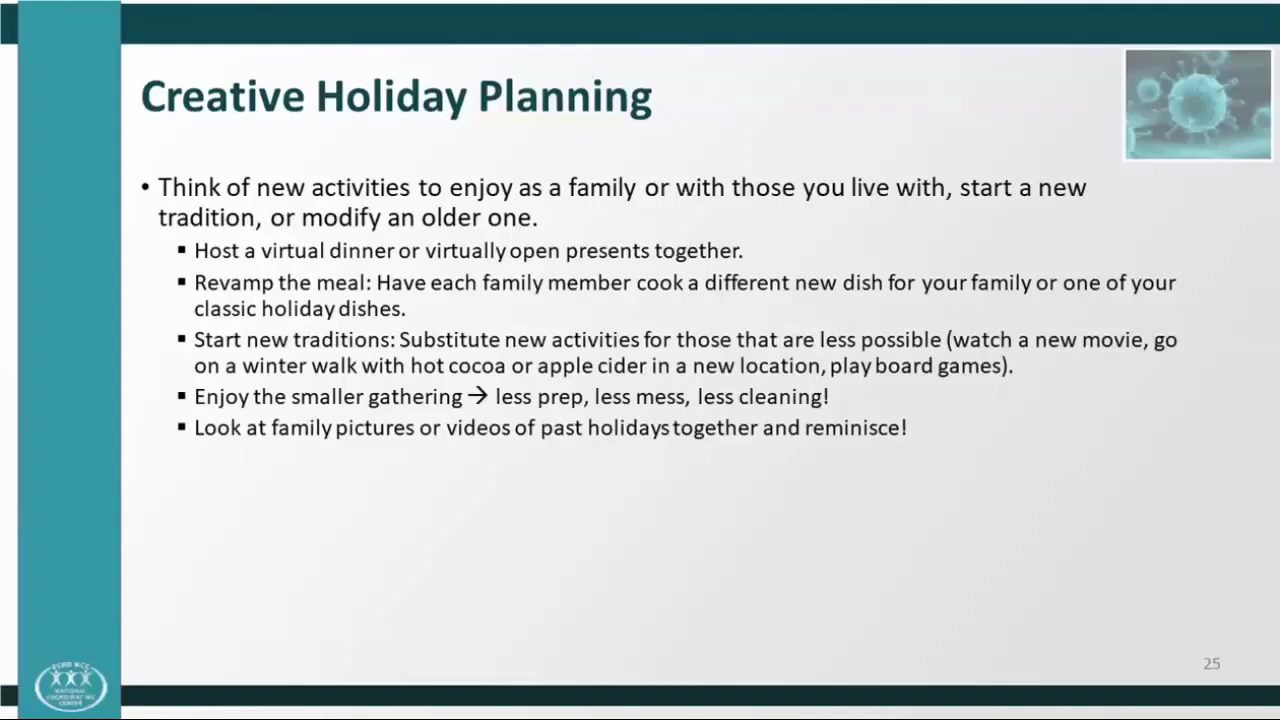 Creative Holiday Planning
• Think of new activities to enjoy as a family or with those you live with, start a new
tradition, or modify an older one.
▪ Host a virtual dinner or virtually open presents together.
▪ Revamp the meal: Have each family member cook a different new dish for your family or one of your
classic holiday dishes.
▪ Start new traditions: Substitute new activities for those that are less possible (watch a new movie, go
on a winter walk with hot cocoa or apple cider in a new location, play board games).
▪ Enjoy the smaller gathering → less prep, less mess, less cleaning!
▪ Look at family pictures or videos of past holidays together and reminisce!
25
NATIONAL
COORDINATING
CENTER